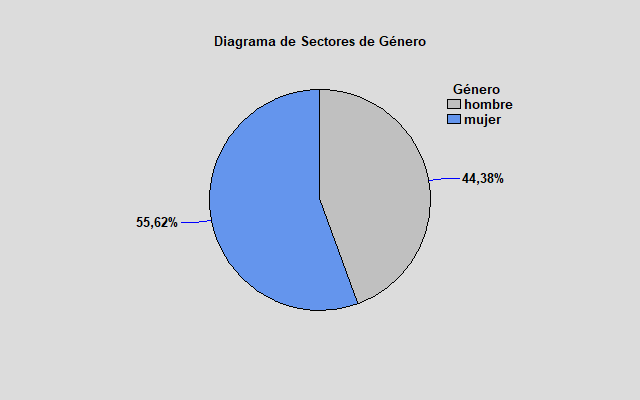 Diagrama de Sectores de Género
Género
hombre
mujer
44,38%
55,62%